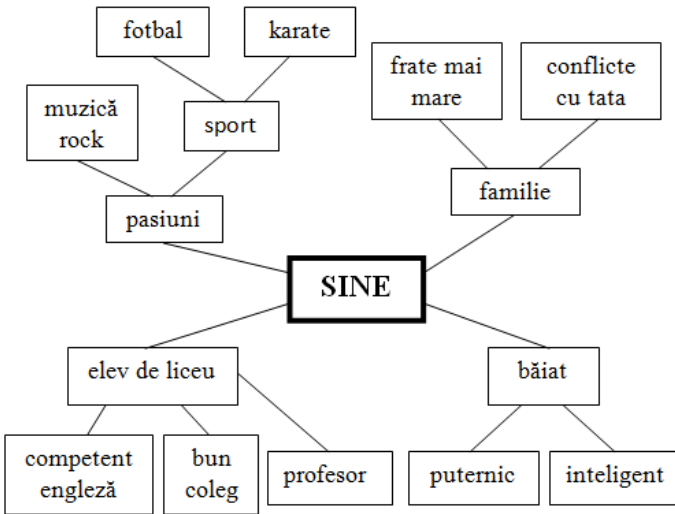 fotbal
karate
frate mai
mare
conflicte
cu tata
muzică
rock
sport
pasiuni
familie
SINE
elev de liceu
băiat
competent
engleză
bun
coleg
profesor
puternic
inteligent